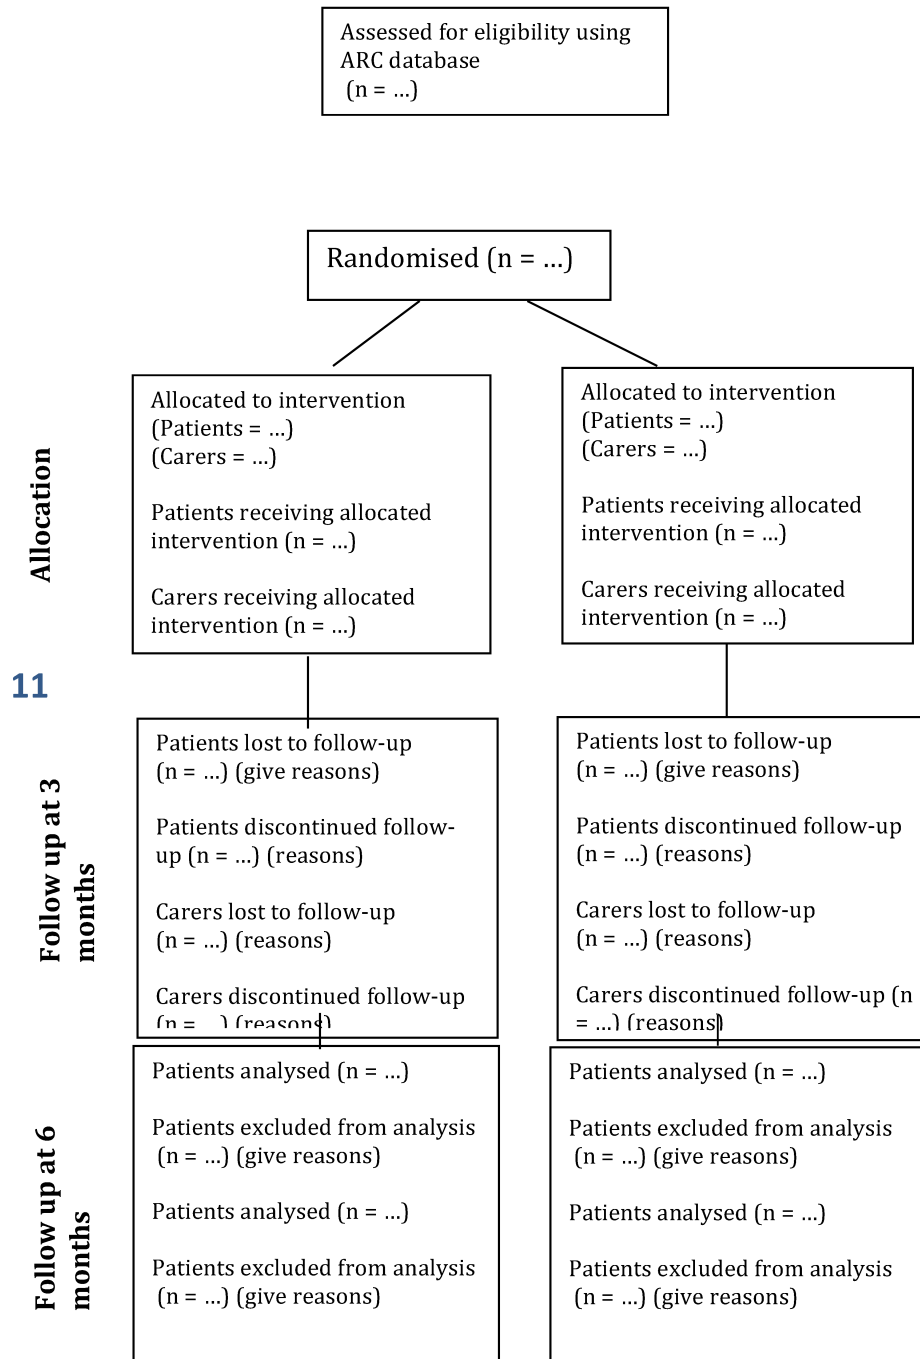 Assessed for eligibility using
ARC database
(n = …)
Randomised (n = …)
Allocation
Allocated to intervention
(Patients = …)
(Carers = …)
Patients receiving allocated
intervention (n = …)
Carers receiving allocated
intervention (n = …)
Allocated to intervention
(Patients = …)
(Carers = …)
Patients receiving allocated
intervention (n = …)
Carers receiving allocated
intervention (n = …)
11
Follow up at 3
months
Patients lost to follow-up
(n = …) (give reasons)
Patients discontinued follow-
up (n = …) (reasons)
Carers lost to follow-up
(n = …) (reasons)
Carers discontinued follow-up
(n = …) (reasons)
Patients lost to follow-up
(n = …) (give reasons)
Patients discontinued follow-up
(n = …) (reasons)
Carers lost to follow-up
(n = …) (reasons)
Carers discontinued follow-up (n
= …) (reasons)
Follow up at 6
months
Patients analysed (n = …)
Patients excluded from analysis
(n = …) (give reasons)
Patients analysed (n = …)
Patients excluded from analysis
(n = …) (give reasons)
Patients analysed (n = …)
Patients excluded from analysis
(n = …) (give reasons)
Patients analysed (n = …)
Patients excluded from analysis
(n = …) (give reasons)